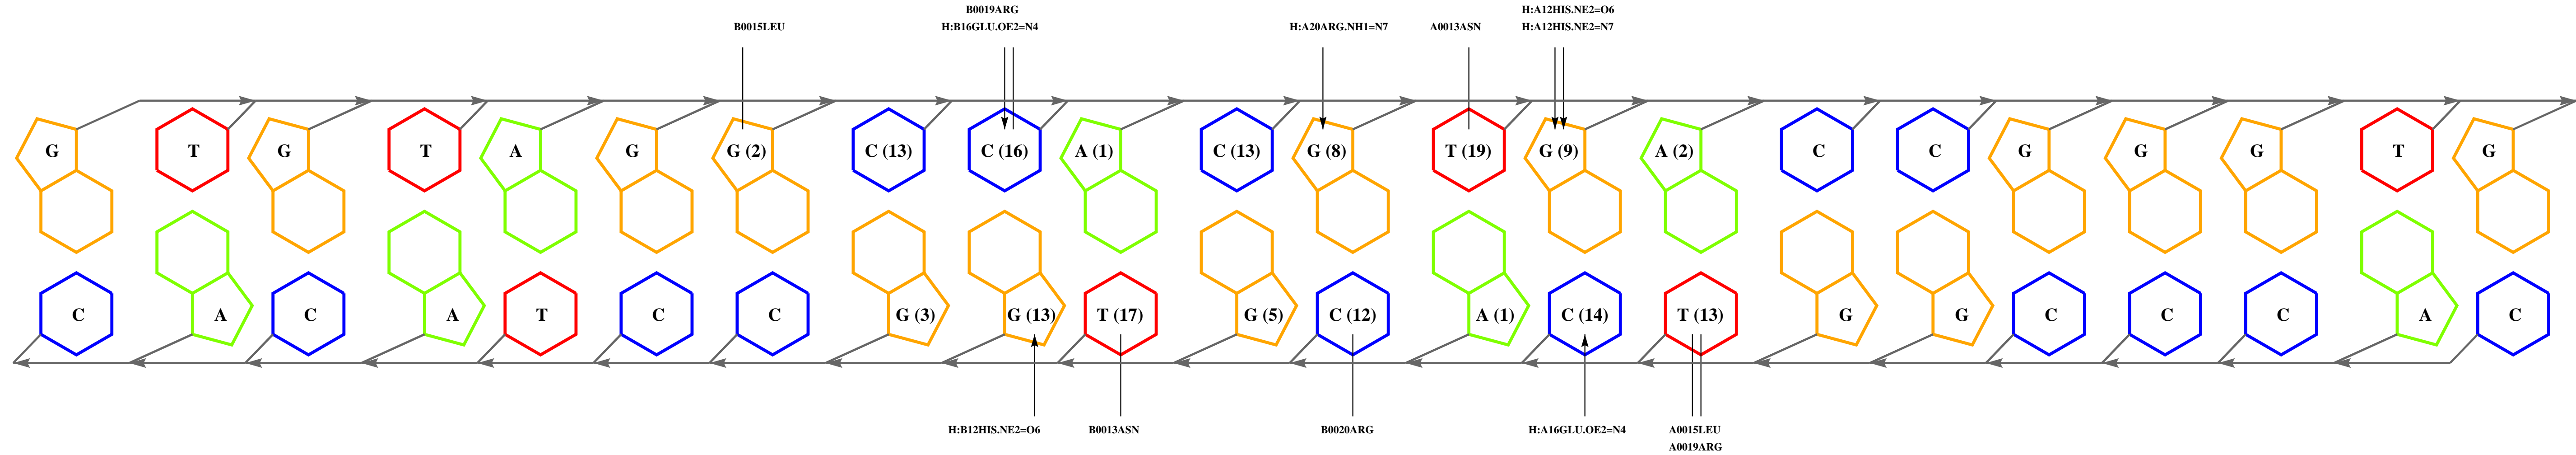 B0019ARG
H:A12HIS.NE2=O6
B0015LEU
H:B16GLU.OE2=N4
H:A20ARG.NH1=N7
A0013ASN
H:A12HIS.NE2=N7
G T G T A G G (2) C (13) C (16) A (1) C (13) G (8) T (19) G (9) A (2) C C G G G T G
C A C A T C C G (3) G (13) T (17) G (5) C (12) A (1) C (14) T (13) G G C C C A C
H:B12HIS.NE2=O6
B0013ASN
B0020ARG
H:A16GLU.OE2=N4
A0015LEU
A0019ARG